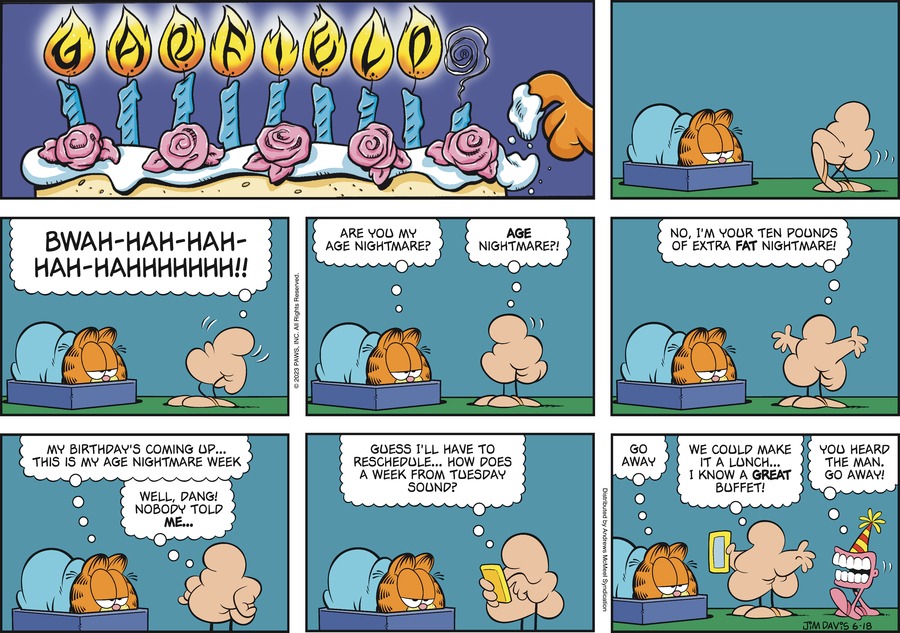 GARFIELD
®
BWAH-HAH-HAH-
HAH-HAHHHHHHH!!
© 2023 PAWS, INC. All Rights Reserved.
ARE YOU MY
AGE NIGHTMARE?
AGE
NIGHTMARE?!
NO, I'M YOUR TEN POUNDS
OF EXTRA FAT NIGHTMARE!
MY BIRTHDAY'S COMING UP...
THIS IS MY AGE NIGHTMARE WEEK
WELL, DANG!
NOBODY TOLD
ME...
GUESS I'LL HAVE TO
RESCHEDULE... HOW DOES
A WEEK FROM TUESDAY
SOUND?
Distributed by Andrews McMeel Syndication
GO
AWAY
WE COULD MAKE
IT A LUNCH...
I KNOW A GREAT
BUFFET!
YOU HEARD
THE MAN.
GO AWAY!
JIM DAVIS 6-18